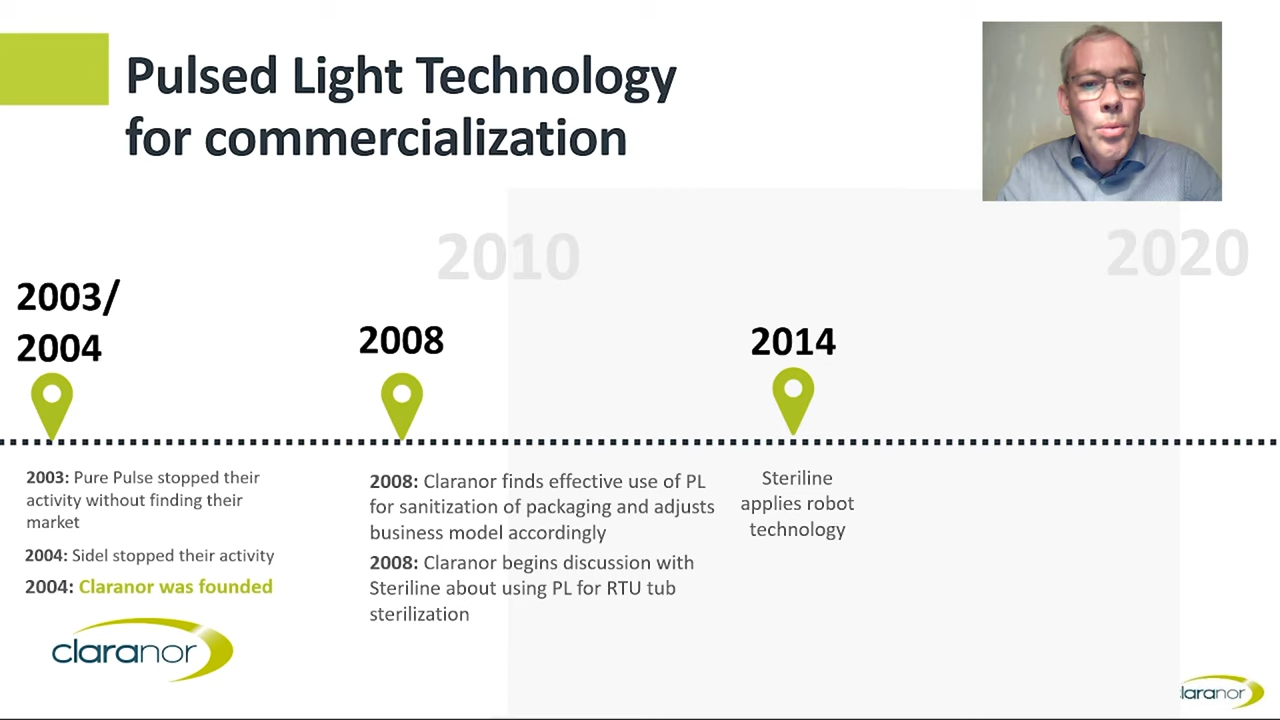 Pulsed Light Technology
for commercialization
2010
2020
2003/
2004
2008
2014
2003: Pure Pulse stopped their
activity without finding their
market
2004: Sidel stopped their activity
2004: Claranor was founded
claranor
2008: Claranor finds effective use of PL
for sanitization of packaging and adjusts
business model accordingly
2008: Claranor begins discussion with
Steriline about using PL for RTU tub
sterilization
Steriline
applies robot
technology
laranor